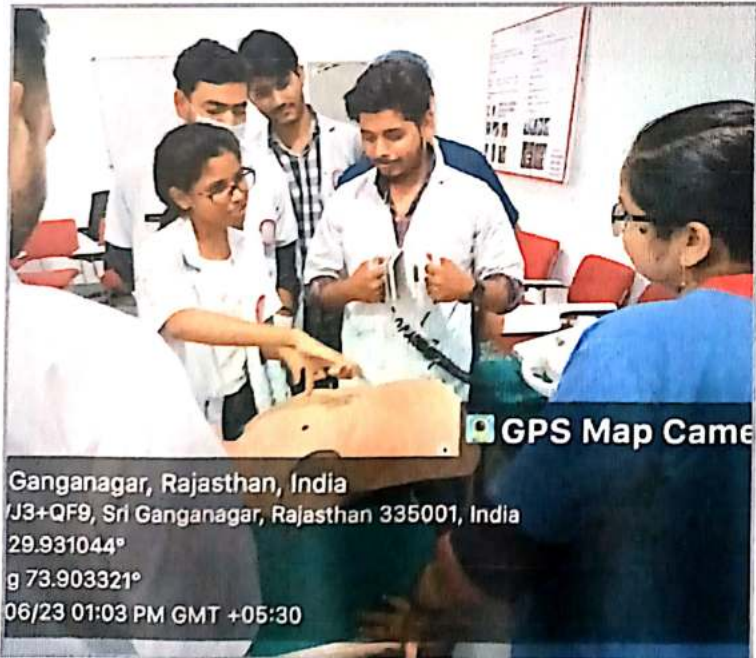 GPS Map Came
Ganganagar, Rajasthan, India
/J3+QF9, Sri Ganganagar, Rajasthan 335001, India
29.931044°
g 73.903321°
06/23 01:03 PM GMT +05:30